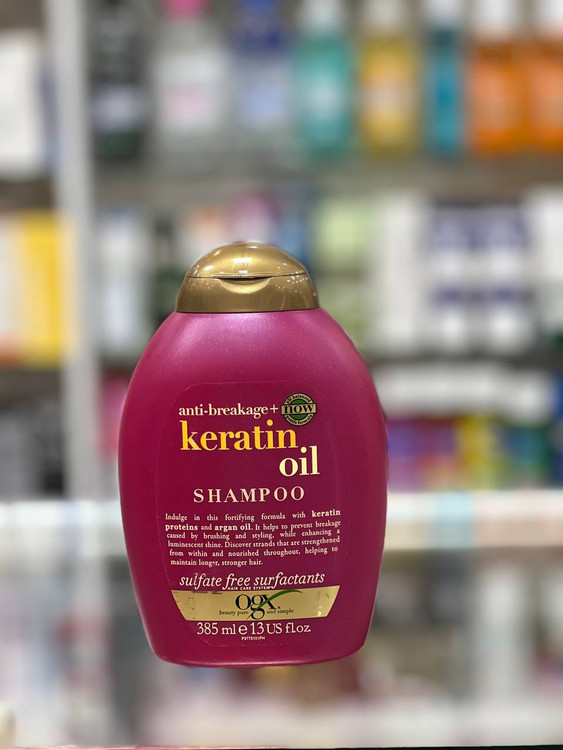 anti-breakage+
now
keratin
oil
SHAMPOO
Indulge in this fortifying formula with keratin
proteins and argan oil. It helps to prevent breakage
caused by brushing and styling, while enhancing a
luminescent shine. Discover strands that are strengthened
from within and nourished throughout, helping to
maintain longer, stronger hair.
sulfate free surfactants
HAIR CARE SYSTEM
ogx.
beauty pure and simple
385 ml e 13 US fl.oz.